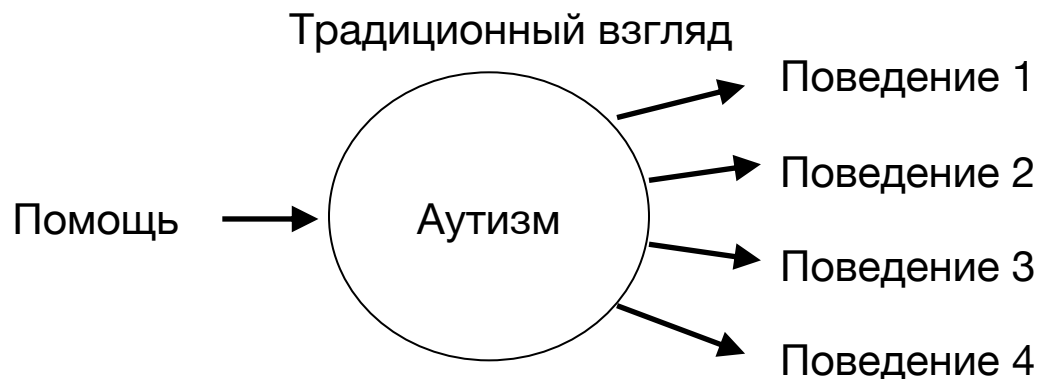 Традиционный взгляд
Поведение 1
Поведение 2
Помощь
Аутизм
Поведение 3
Поведение 4